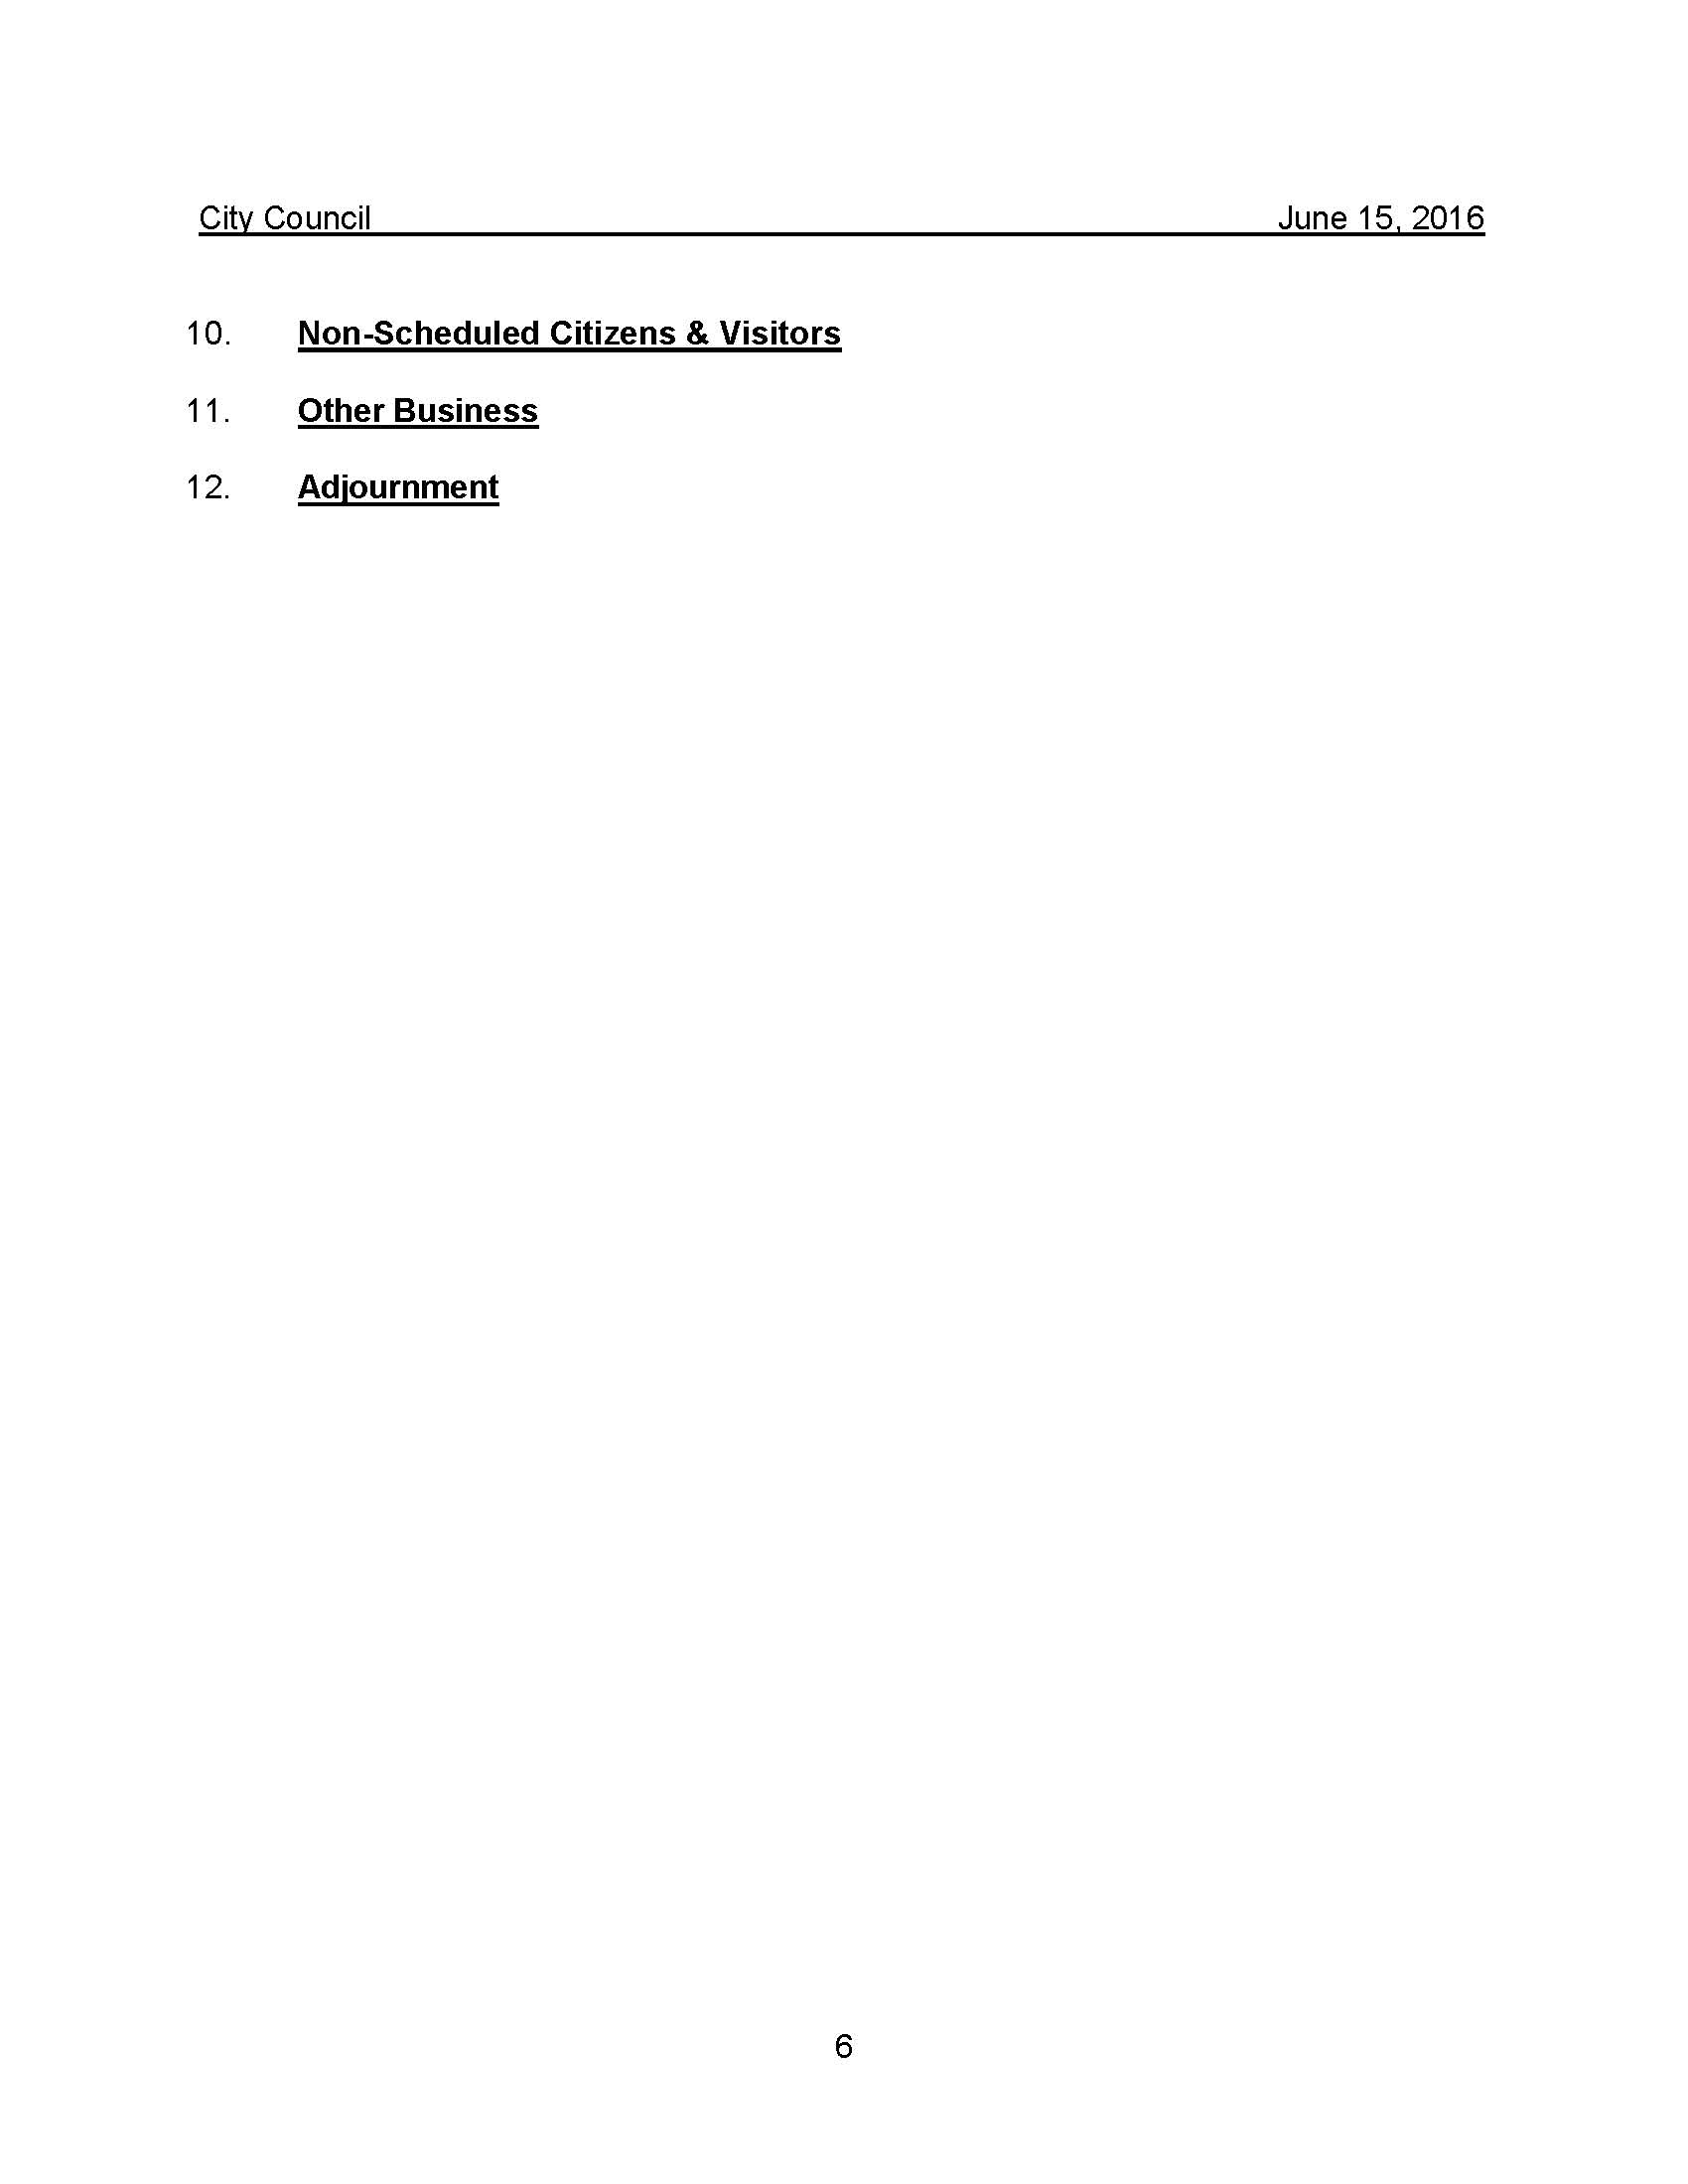 City Council June 15, 2016
10. Non-Scheduled Citizens & Visitors
11. Other Business
12. Adjournment
6